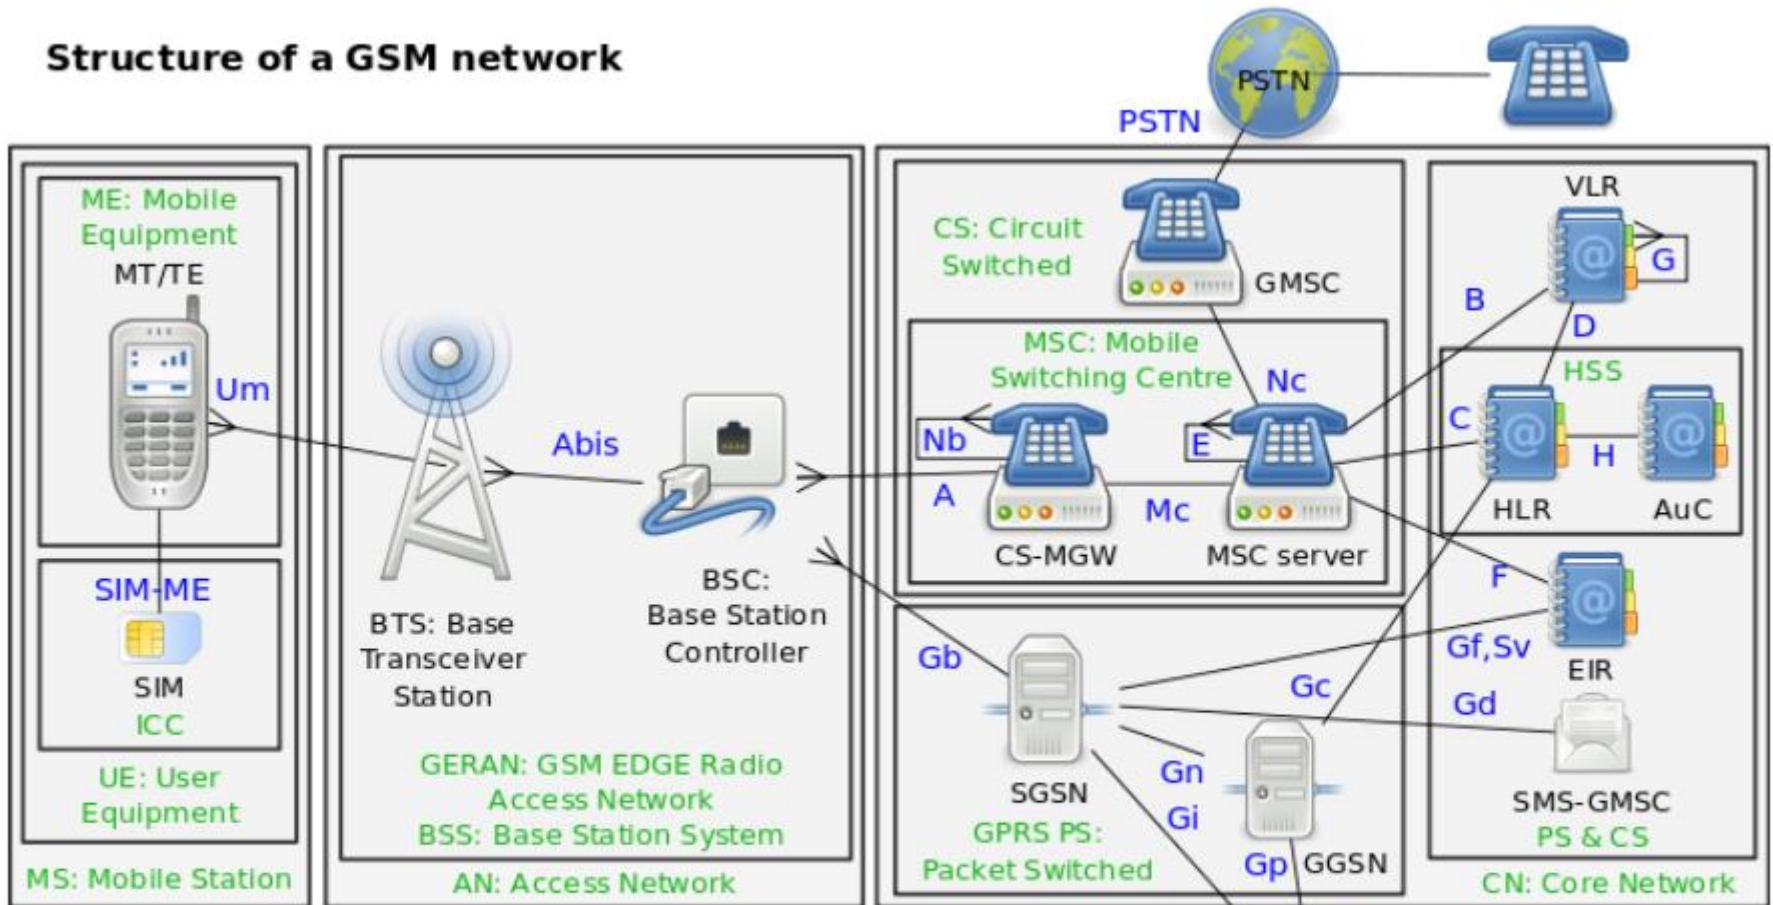 Structure of a GSM network
PSTN
PSTN
ME: Mobile
Equipment
MT/TE
Um
SIM-ME
SIM
ICC
UE: User
Equipment
MS: Mobile Station
Abis
BTS: Base
Transceiver
Station
BSC:
Base Station
Controller
GERAN: GSM EDGE Radio
Access Network
BSS: Base Station System
AN: Access Network
CS: Circuit
Switched
GMSC
MSC: Mobile
Switching Centre
Nc
Nb
E
A
Mc
CS-MGW
MSC server
VLR
G
B
D
HSS
C
H
HLR
AuC
F
Gf,Sv
EIR
Gb
Gc
Gd
Gn
SGSN
Gi
GPRS PS:
Packet Switched
Gp
GGSN
SMS-GMSC
PS & CS
CN: Core Network